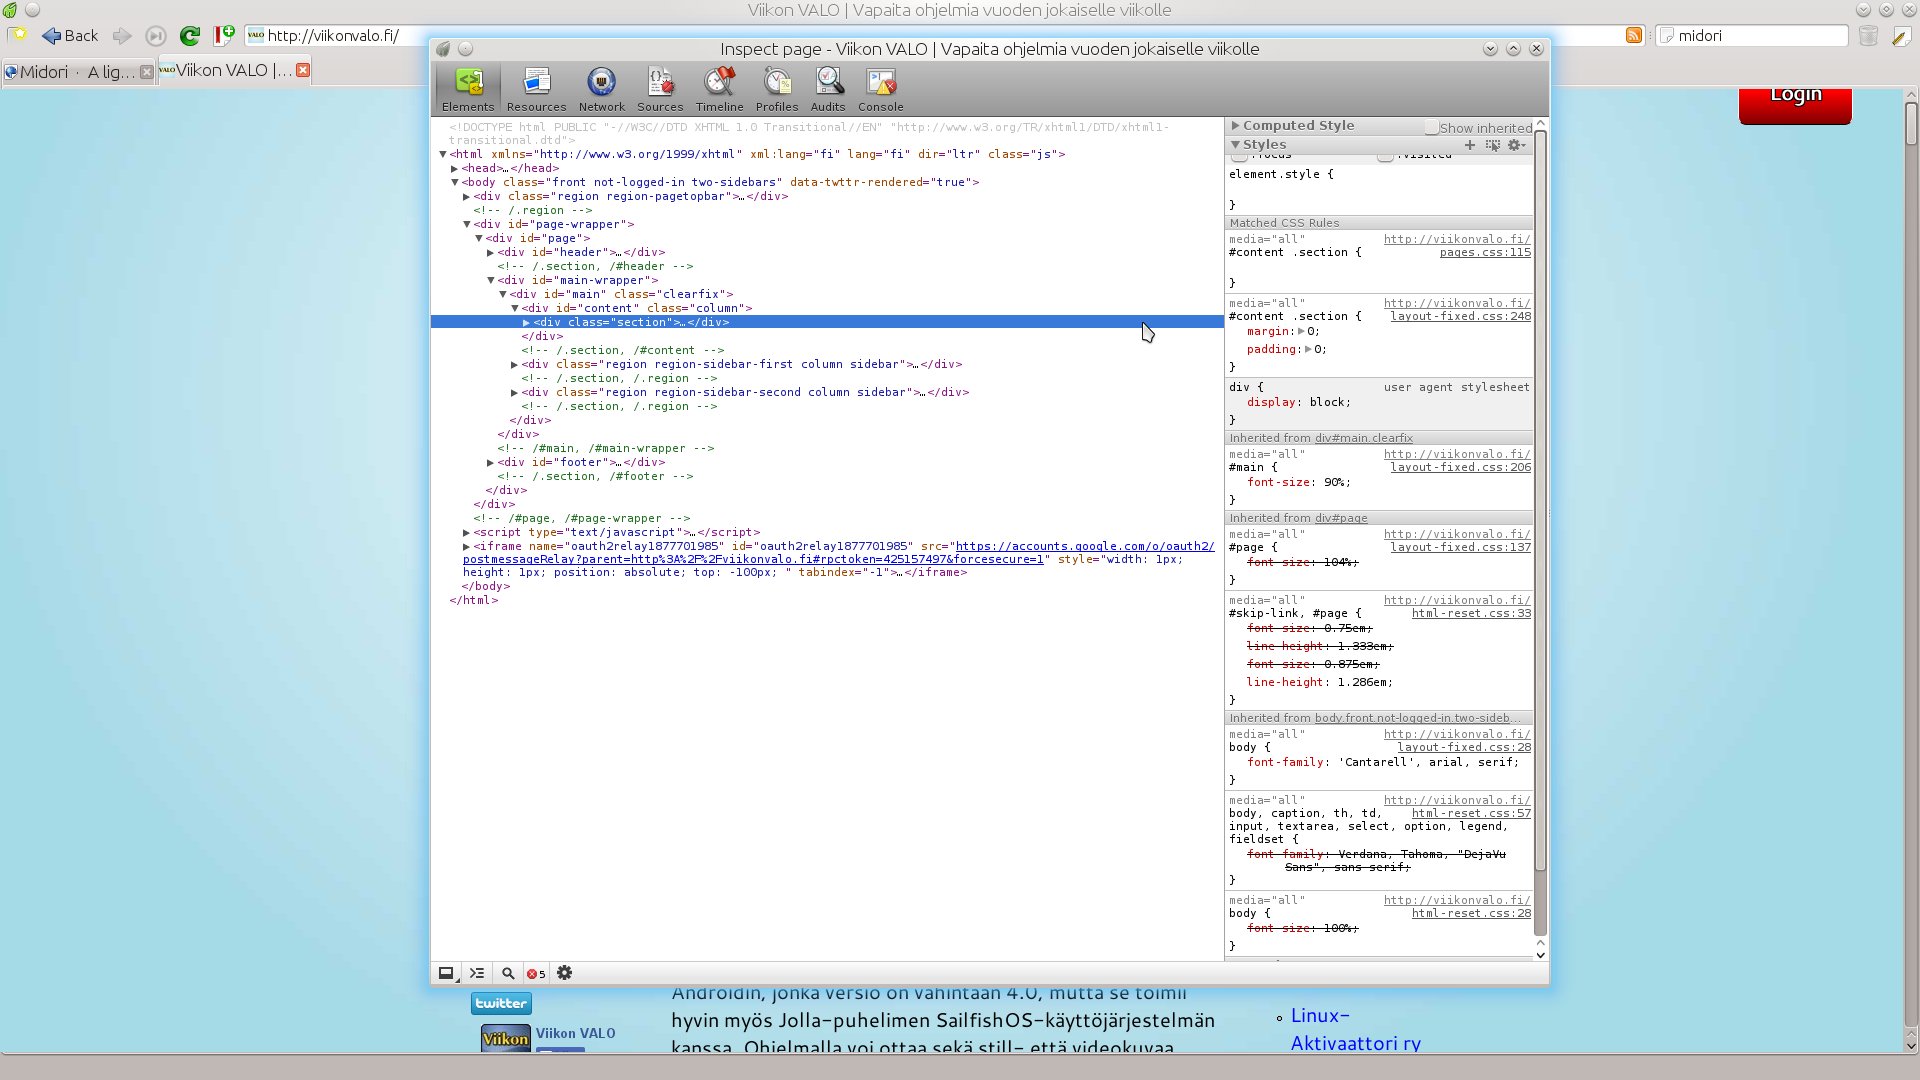 Viikon VALO | Vapaita ohjelmia vuoden jokaiselle viikolle
Back
VALO http://viikonvalo.fi/
midori
Midori · A lig...
VALO Viikon VALO |...
Login
Inspect page - Viikon VALO | Vapaita ohjelmia vuoden jokaiselle viikolle
Elements Resources Network Sources Timeline Profiles Audits Console
<!DOCTYPE html PUBLIC "-//W3C//DTD XHTML 1.0 Transitional//EN" "http://www.w3.org/TR/xhtml1/DTD/xhtml1-
transitional.dtd">
<html xmlns="http://www.w3.org/1999/xhtml" xml:lang="fi" lang="fi" dir="ltr" class="js">
<head>…</head>
<body class="front not-logged-in two-sidebars" data-twttr-rendered="true">
<div class="region region-pagetopbar">…</div>
<!-- /.region -->
<div id="page-wrapper">
<div id="page">
<div id="header">…</div>
<!-- /.section, /#header -->
<div id="main-wrapper">
<div id="main" class="clearfix">
<div id="content" class="column">
<div class="section">…</div>
</div>
<!-- /.section, /#content -->
<div class="region region-sidebar-first column sidebar">…</div>
<!-- /.section, /.region -->
<div class="region region-sidebar-second column sidebar">…</div>
<!-- /.section, /.region -->
</div>
</div>
<!-- /#main, /#main-wrapper -->
<div id="footer">…</div>
<!-- /.section, /#footer -->
</div>
</div>
<!-- /#page, /#page-wrapper -->
<script type="text/javascript">…</script>
<iframe name="oauth2relay1877701985" id="oauth2relay1877701985" src="https://accounts.google.com/o/oauth2/
postmessageRelay?parent=http%3A%2F%2Fviikonvalo.fi#rpctoken=425157497&forcesecure=1" style="width: 1px;
height: 1px; position: absolute; top: -100px; " tabindex="-1">…</iframe>
</body>
</html>
Computed Style Show inherited
Styles
:focus :visited
element.style {
}
Matched CSS Rules
media="all" http://viikonvalo.fi/
#content .section { pages.css:115
}
media="all" http://viikonvalo.fi/
#content .section { layout-fixed.css:248
margin: 0;
padding: 0;
}
div { user agent stylesheet
display: block;
}
Inherited from div#main.clearfix
media="all" http://viikonvalo.fi/
#main { layout-fixed.css:206
font-size: 90%;
}
Inherited from div#page
media="all" http://viikonvalo.fi/
#page { layout-fixed.css:137
font-size: 104%;
}
media="all" http://viikonvalo.fi/
#skip-link, #page { html-reset.css:33
font-size: 0.75em;
line-height: 1.333em;
font-size: 0.875em;
line-height: 1.286em;
}
Inherited from body.front.not-logged-in.two-sideb...
media="all" http://viikonvalo.fi/
body { layout-fixed.css:28
font-family: 'Cantarell', arial, serif;
}
media="all" http://viikonvalo.fi/
body, caption, th, td, html-reset.css:57
input, textarea, select, option, legend,
fieldset {
font-family: Verdana, Tahoma, "DejaVu
Sans", sans-serif;
}
media="all" http://viikonvalo.fi/
body { html-reset.css:28
font-size: 100%;
}
5
twitter
Viikon
Viikon VALO
Androidin, jonka versio on vähintään 4.0, mutta se toimii
hyvin myös Jolla-puhelimen SailfishOS-käyttöjärjestelmän
kanssa. Ohjelmalla voi ottaa sekä still- että videokuvaa
Linux-
Aktivaattori ry